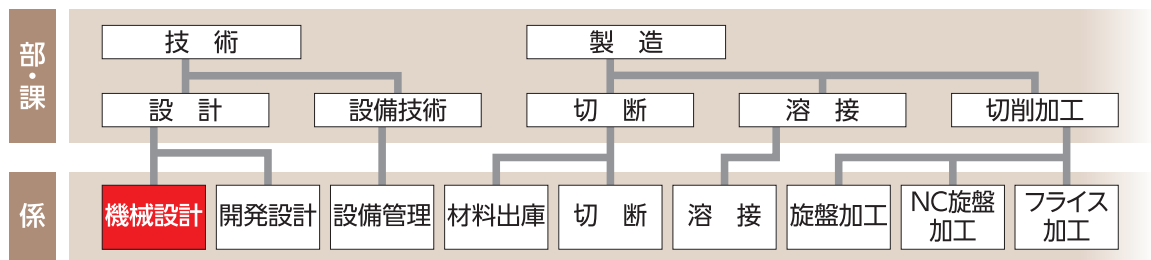 部・課
技術
製造
設計
設備技術
切断
溶接
切削加工
係
機械設計
開発設計
設備管理
材料出庫
切断
溶接
旋盤加工
NC旋盤
加工
フライス
加工